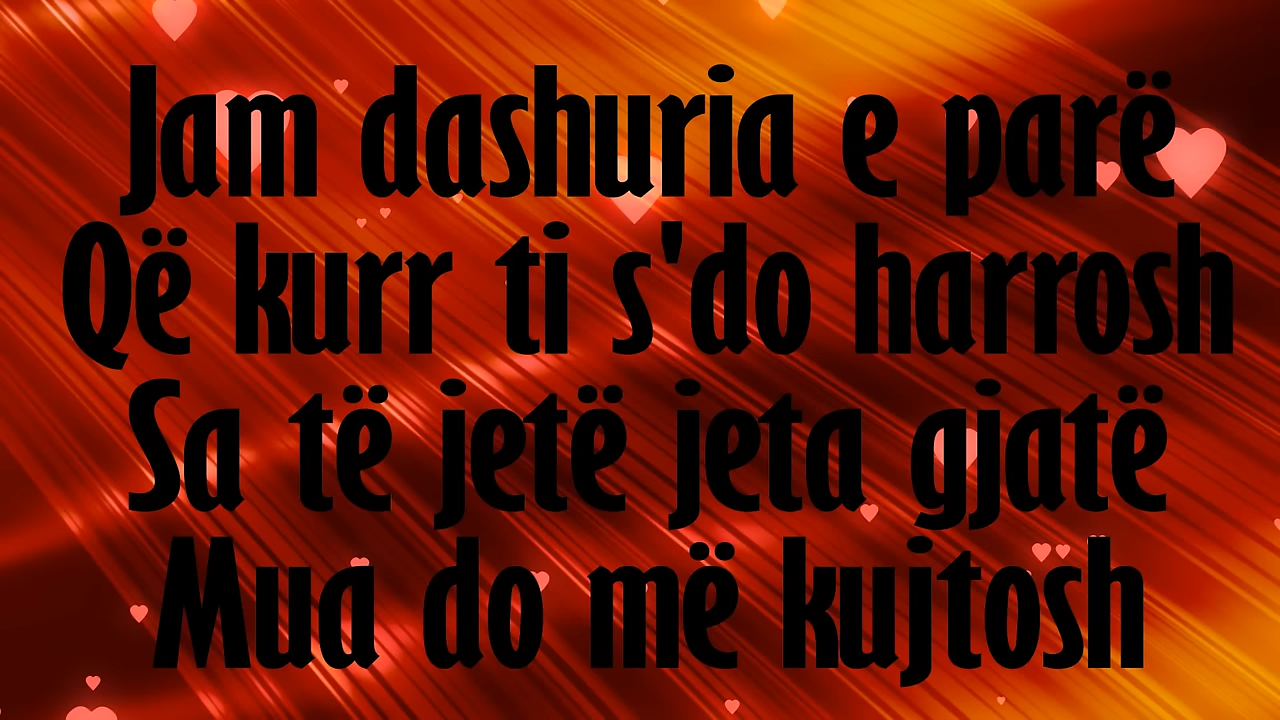 Jam dashuria e parë
Që kurr ti s'do harrosh
Sa të jetë jeta gjatë
Mua do më kujtosh